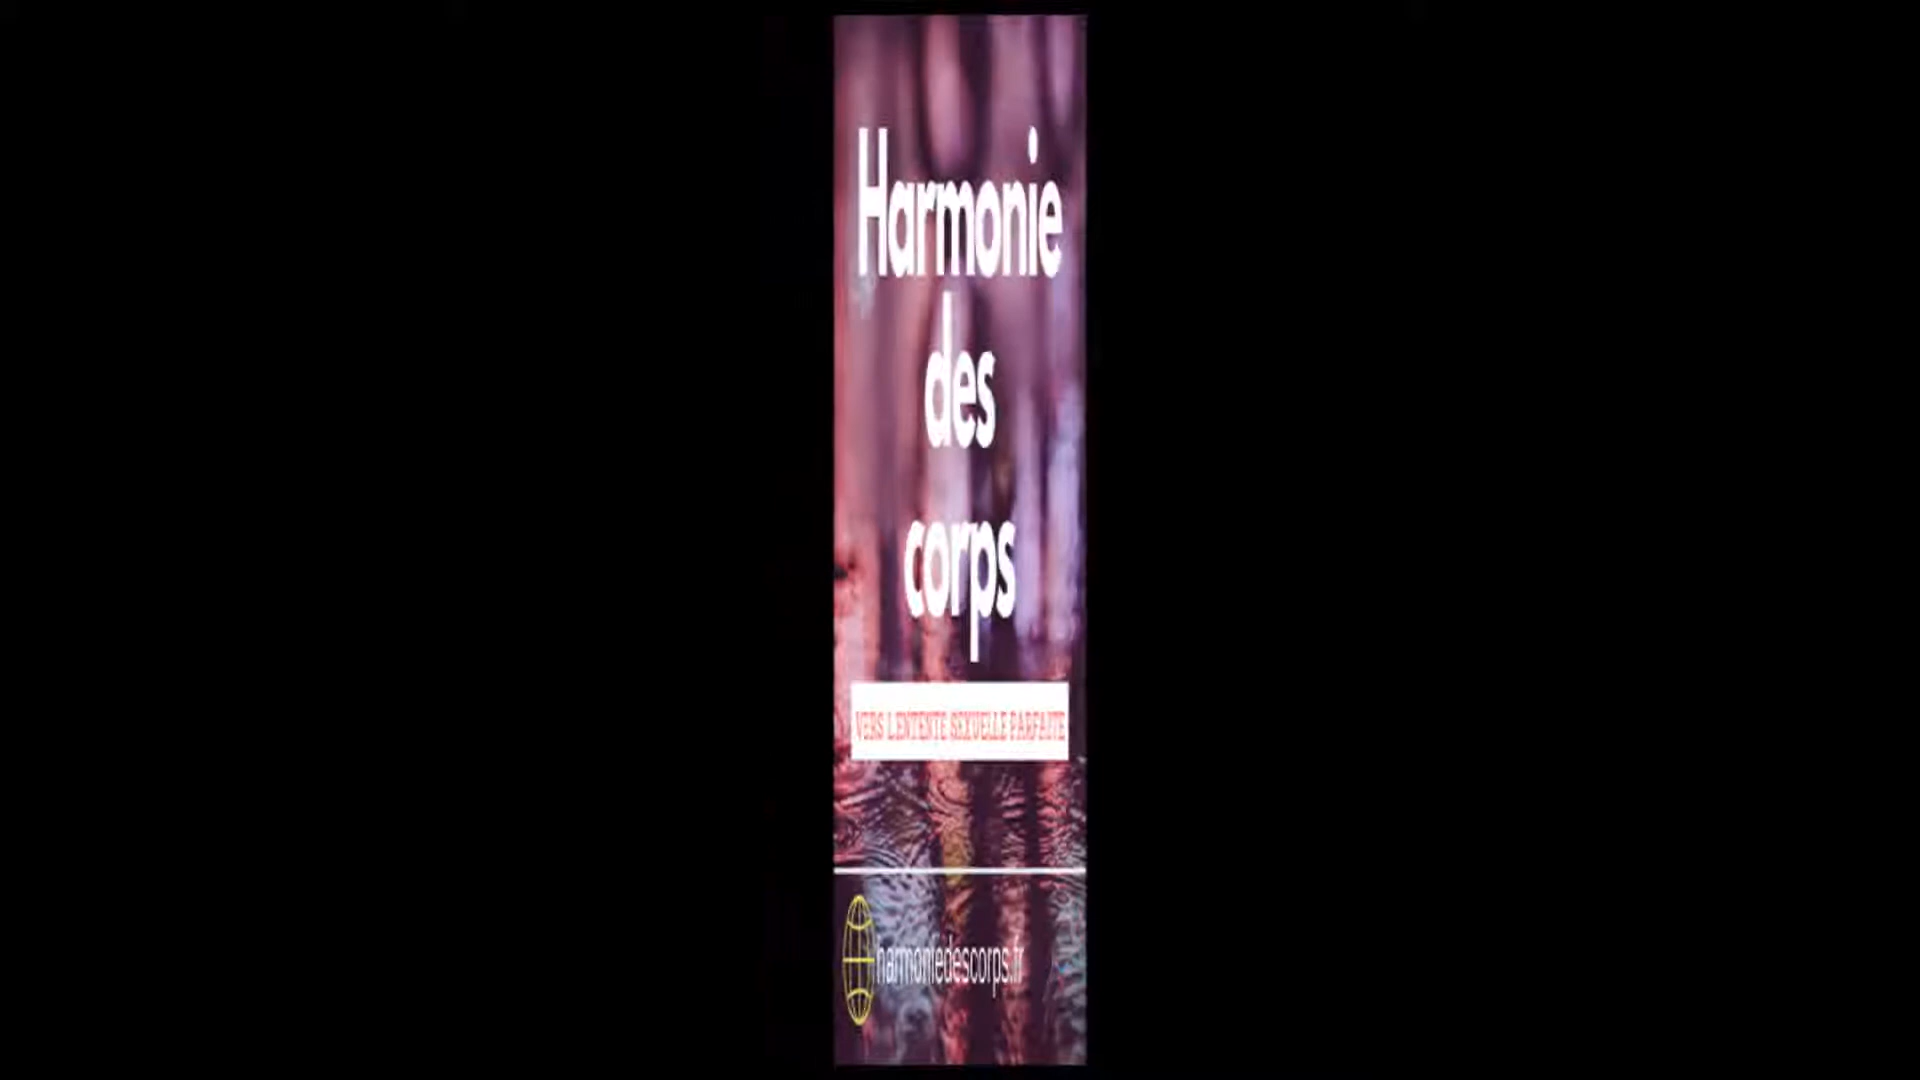 Harmonie
des
corps
VERS L'ENTENTE SEXUELLE PARFAITE
harmoniedescorps.fr